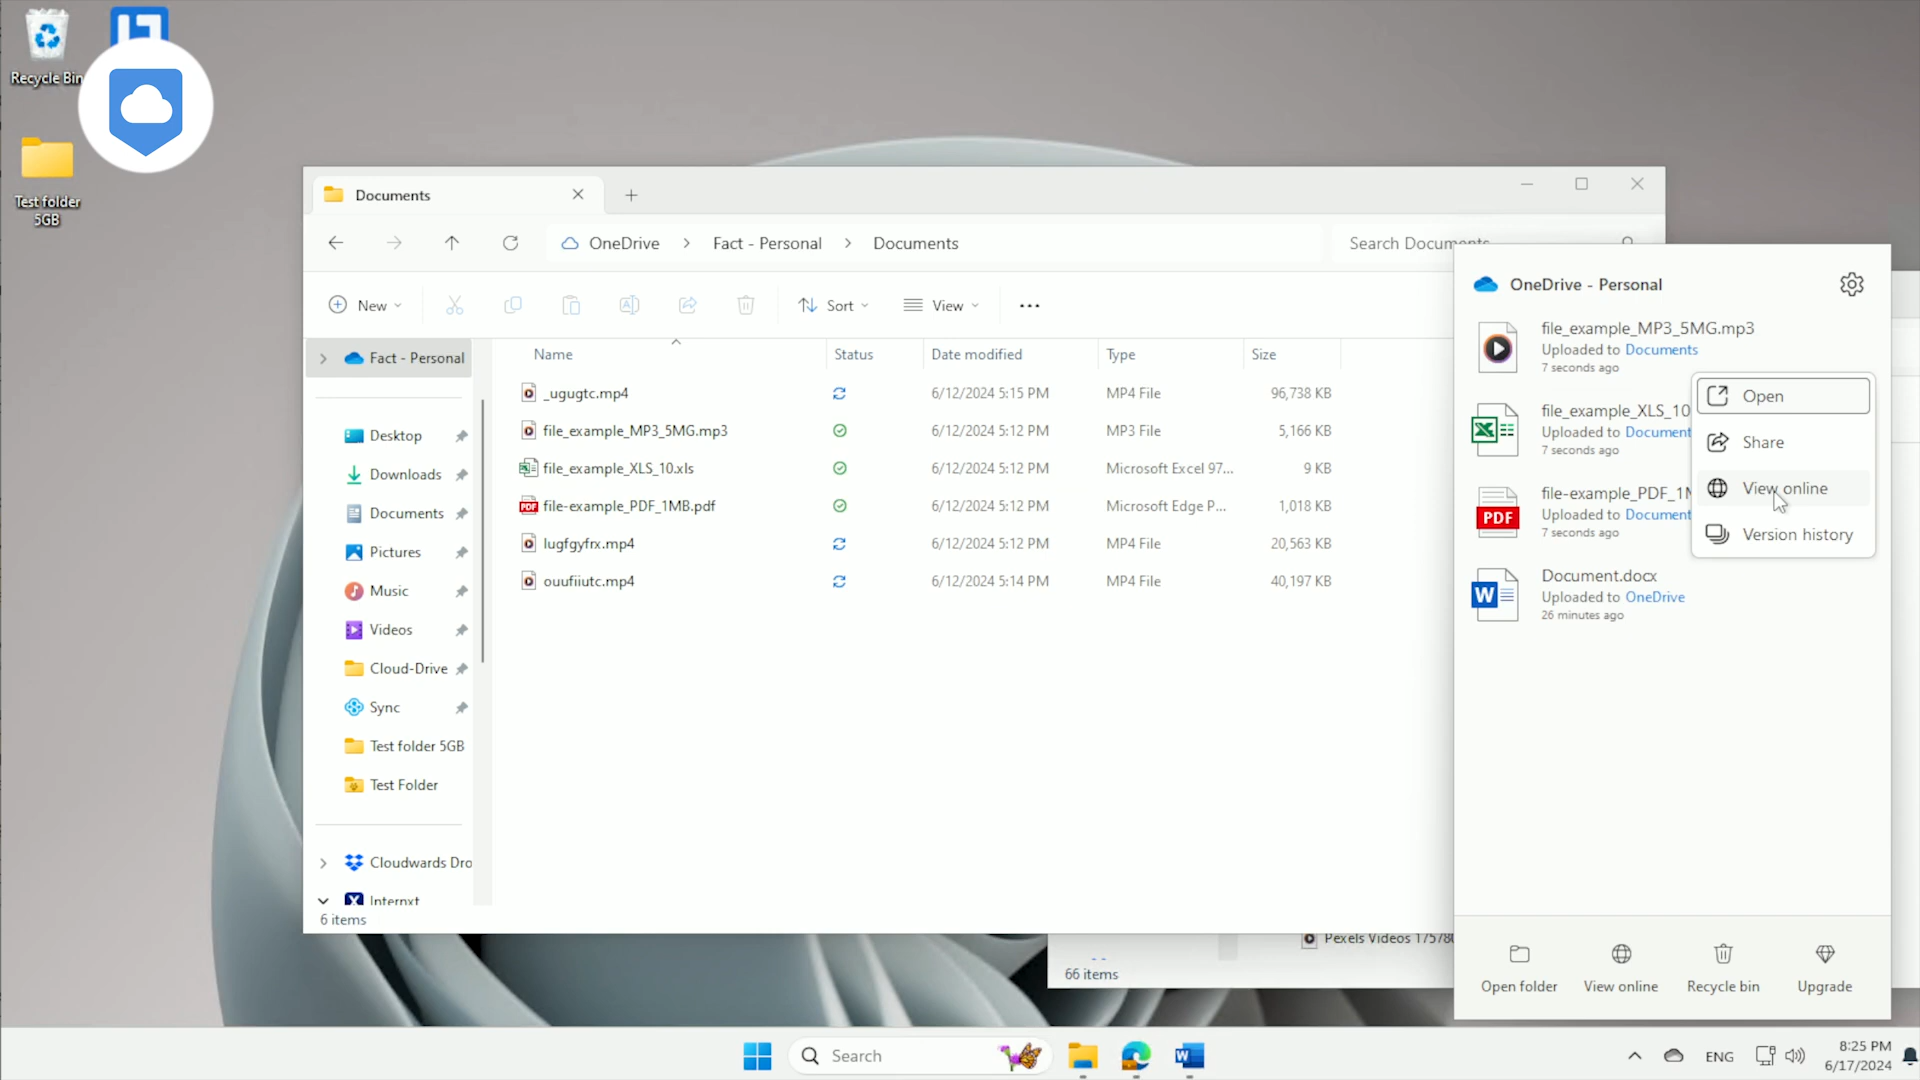 Recycle Bin
Test folder
5GB
Documents
OneDrive
Fact - Personal
Documents
Search Documents
New
Sort
View
Fact - Personal
Desktop
Downloads
Documents
Pictures
Music
Videos
Cloud-Drive
Sync
Test folder 5GB
Test Folder
Cloudwards Dro
Internxt
6 items
Name Status Date modified Type Size
_ugugtc.mp4 6/12/2024 5:15 PM MP4 File 96,738 KB
file_example_MP3_5MG.mp3 6/12/2024 5:12 PM MP3 File 5,166 KB
file_example_XLS_10.xls 6/12/2024 5:12 PM Microsoft Excel 97... 9 KB
file-example_PDF_1MB.pdf 6/12/2024 5:12 PM Microsoft Edge P... 1,018 KB
lugfgyfrx.mp4 6/12/2024 5:12 PM MP4 File 20,563 KB
ouufiiutc.mp4 6/12/2024 5:14 PM MP4 File 40,197 KB
Pexels Videos 175780
66 items
OneDrive - Personal
file_example_MP3_5MG.mp3
Uploaded to Documents
7 seconds ago
file_example_XLS_10
Uploaded to Document
7 seconds ago
PDF
file-example_PDF_1M
Uploaded to Document
7 seconds ago
Document.docx
Uploaded to OneDrive
26 minutes ago
Open
Share
View online
Version history
Open folder
View online
Recycle bin
Upgrade
Search
ENG
8:25 PM
6/17/2024